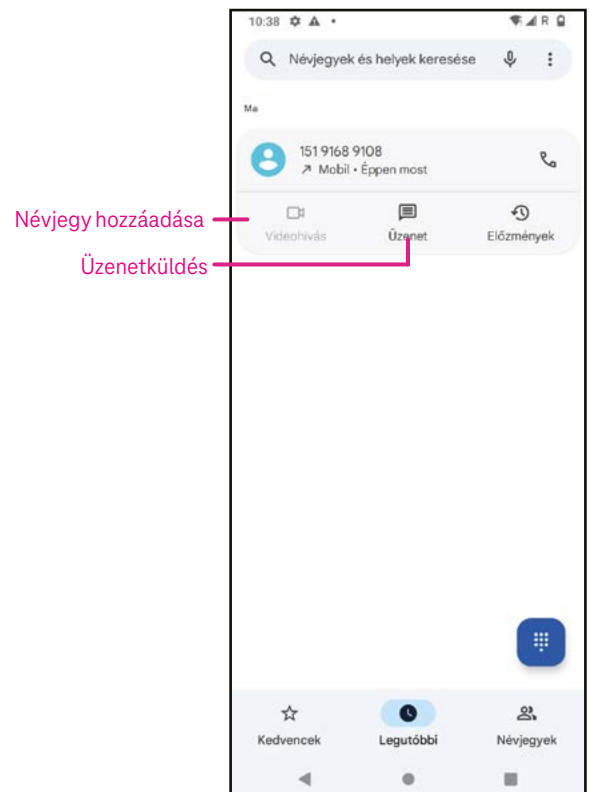 10:38
R
Névjegyek és helyek keresése
Ma
151 9168 9108
Mobil • Éppen most
Névjegy hozzáadása
Videohívás Üzenet Előzmények
Üzenetküldés
Kedvencek Legutóbbi Névjegyek